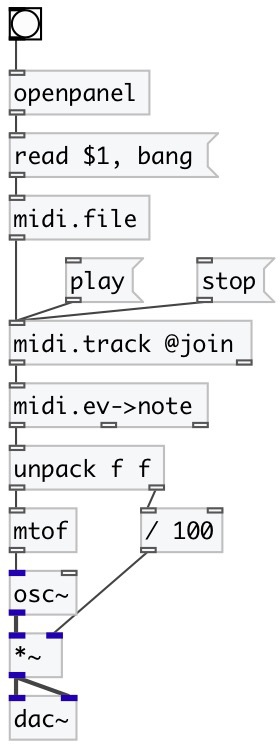 openpanel
read $1, bang
midi.file
play
stop
midi.track @join
midi.ev->note
unpack f f
mtof
/ 100
osc~
*~
dac~